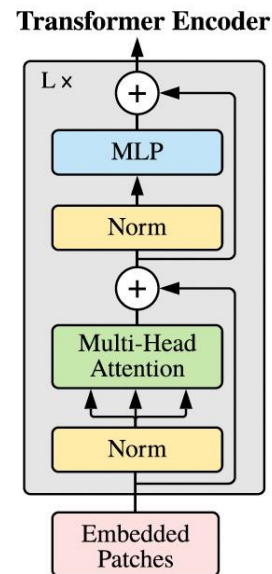 Transformer Encoder
L ×
+
MLP
Norm
+
Multi-Head
Attention
Norm
Embedded
Patches